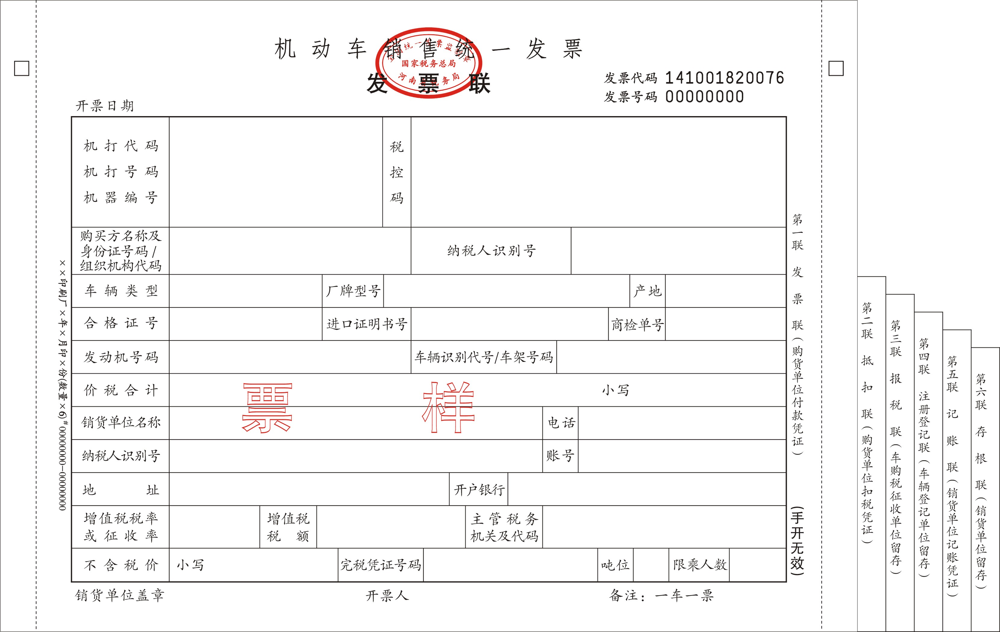 机动车销售统一发票
全国统一发票监制章
国家税务总局
河南省税务局
发票联
发票代码 141001820076
发票号码 00000000
开票日期
机打代码
机打号码
机器编号
税控码
购买方名称及
身份证号码/
组织机构代码
纳税人识别号
车辆类型
厂牌型号
产地
合格证号
进口证明书号
商检单号
发动机号码
车辆识别代号/车架号码
价税合计
小写
票样
销货单位名称
电话
纳税人识别号
账号
地址
开户银行
增值税税率
或征收率
增值税
税额
主管税务
机关及代码
不含税价
小写
完税凭证号码
吨位
限乘人数
销货单位盖章
开票人
备注：一车一票
××印刷厂×年×月印×份(数量×6)#00000000-00000000
第一联 发票联（购货单位付款凭证）
（手开无效）
第二联 抵扣联（购货单位扣税凭证）
第三联 报税联（车购税征收单位留存）
第四联 注册登记联（车辆登记单位留存）
第五联 记账联（销货单位记账凭证）
第六联 存根联（销货单位留存）